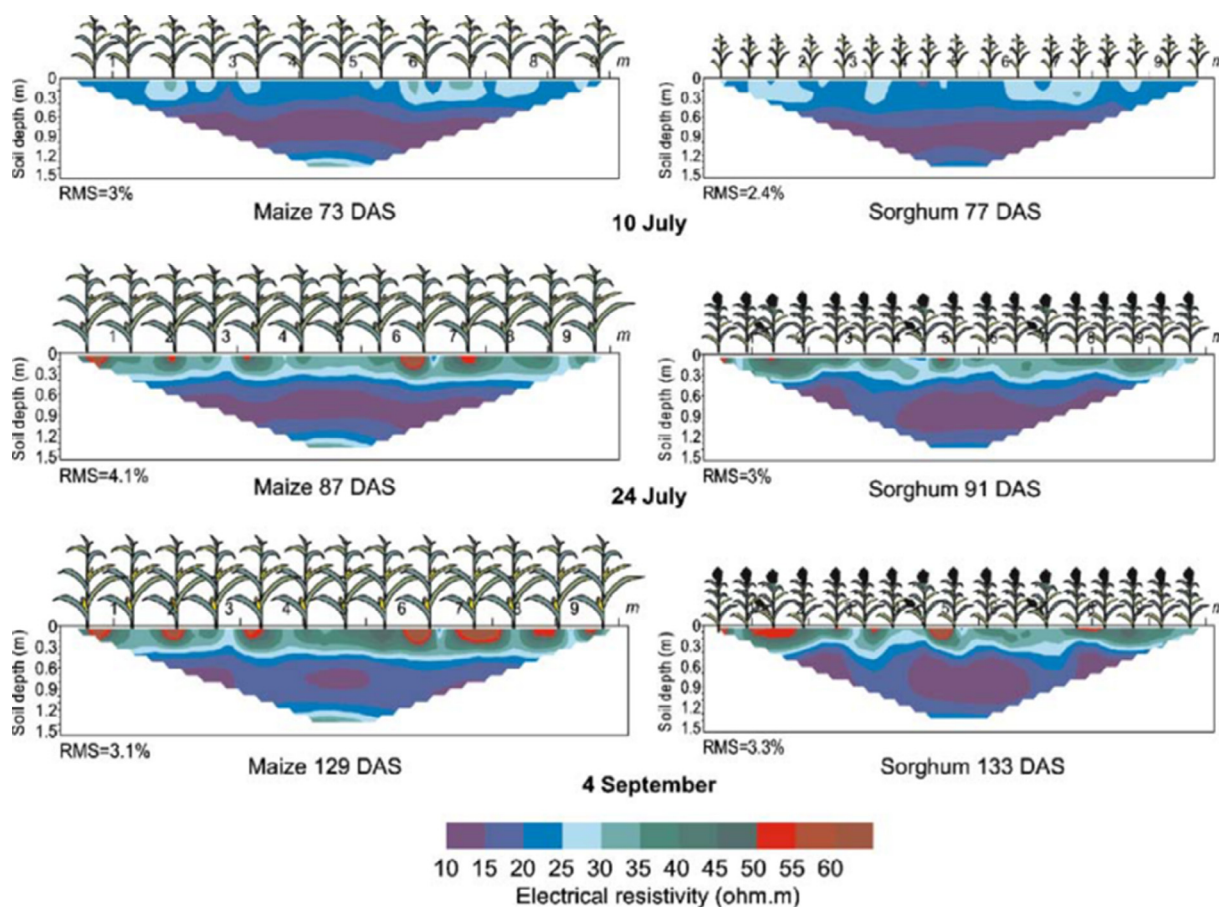 1 2 3 4 5 6 7 8 9 m
0
0.3
0.6
0.9
1.2
1.5
Soil depth (m)
RMS=3%
Maize 73 DAS
1 2 3 4 5 6 7 8 9 m
0
0.3
0.6
0.9
1.2
1.5
Soil depth (m)
RMS=2.4%
Sorghum 77 DAS
10 July
1 2 3 4 5 6 7 8 9 m
0
0.3
0.6
0.9
1.2
1.5
Soil depth (m)
RMS=4.1%
Maize 87 DAS
3 4 5 6 8 9 m
0
0.3
0.6
0.9
1.2
1.5
Soil depth (m)
RMS=3%
Sorghum 91 DAS
24 July
1 2 3 4 5 6 7 8 9 m
0
0.3
0.6
0.9
1.2
1.5
Soil depth (m)
RMS=3.1%
Maize 129 DAS
5 9 m
0
0.3
0.6
0.9
1.2
1.5
Soil depth (m)
RMS=3.3%
Sorghum 133 DAS
4 September
10 15 20 25 30 35 40 45 50 55 60
Electrical resistivity (ohm.m)